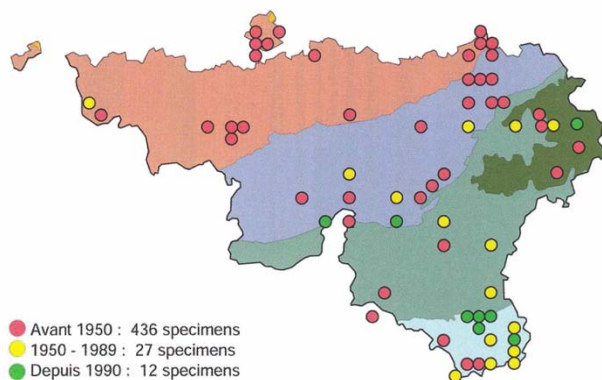 Avant 1950 : 436 specimens
1950 - 1989 : 27 specimens
Depuis 1990 : 12 specimens